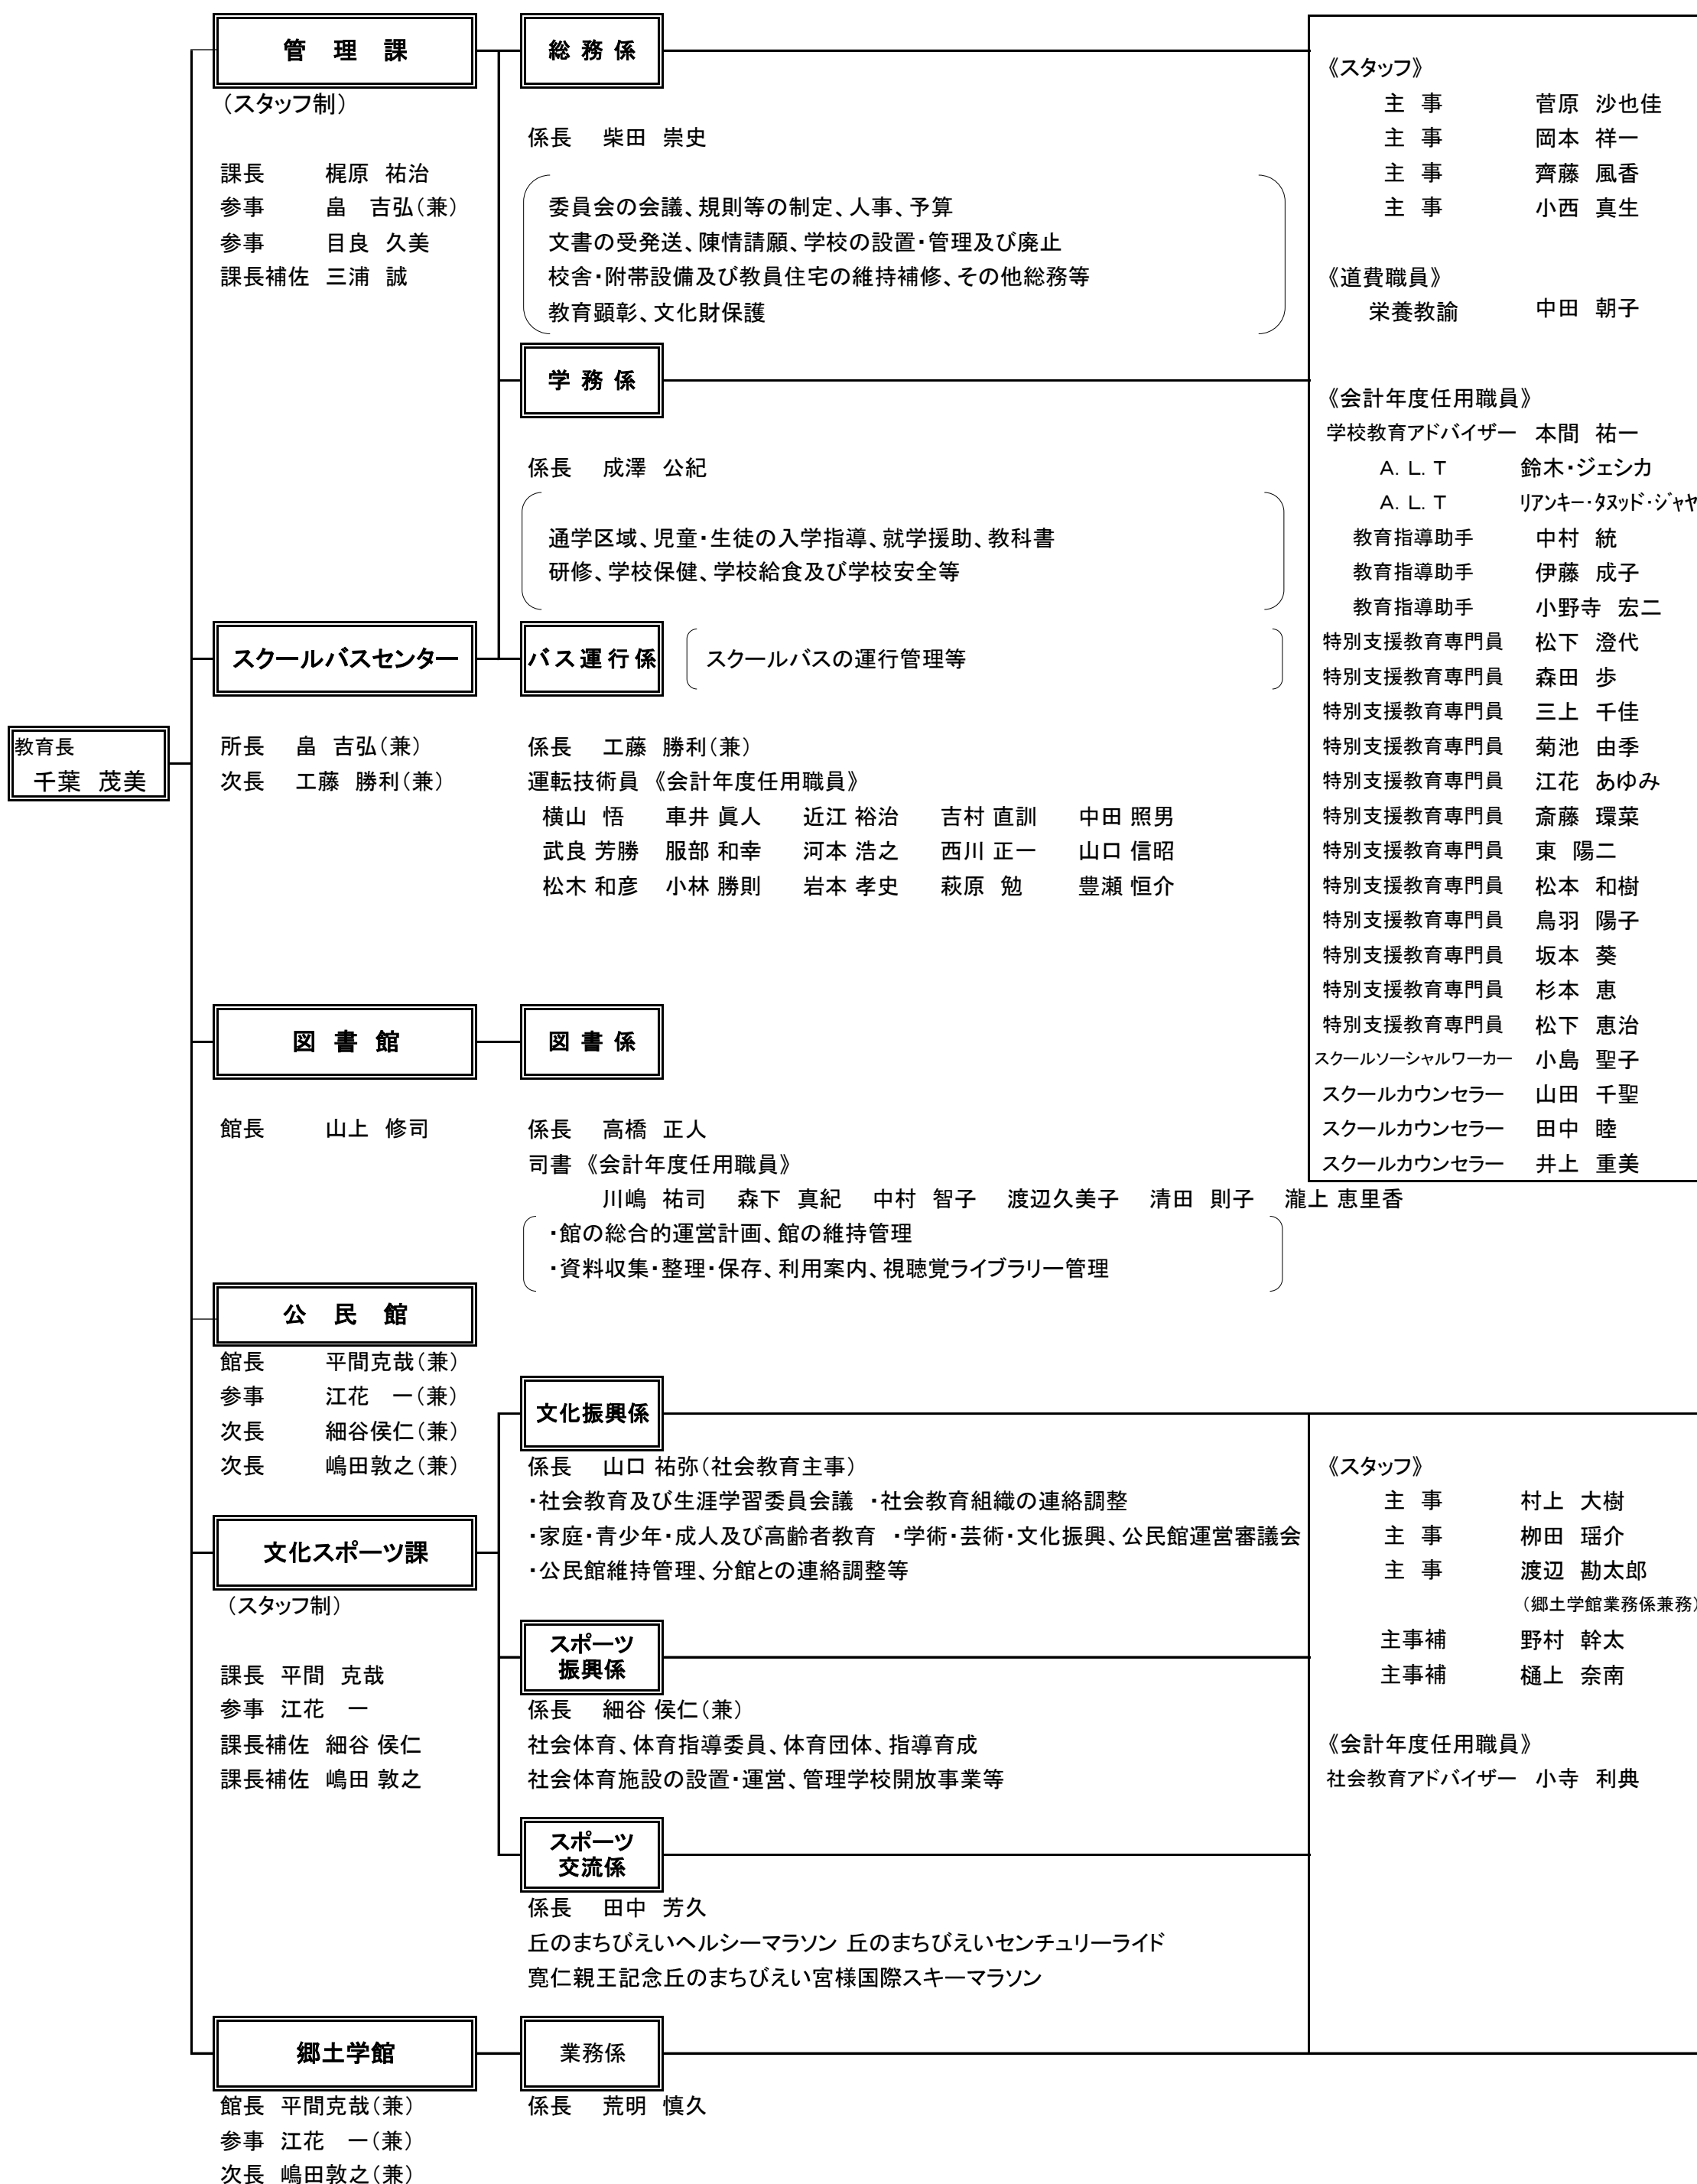 教育長
千葉 茂美
管 理 課
（スタッフ制）
課長 梶原 祐治
参事 畠 吉弘（兼）
参事 目良 久美
課長補佐 三浦 誠
総 務 係
係長 柴田 崇史
委員会の会議、規則等の制定、人事、予算
文書の受発送、陳情請願、学校の設置・管理及び廃止
校舎・附帯設備及び教員住宅の維持補修、その他総務等
教育顕彰、文化財保護
学 務 係
係長 成澤 公紀
通学区域、児童・生徒の入学指導、就学援助、教科書
研修、学校保健、学校給食及び学校安全等
《スタッフ》
主 事 菅原 沙也佳
主 事 岡本 祥一
主 事 齊藤 風香
主 事 小西 真生
《道費職員》
栄養教諭 中田 朝子
《会計年度任用職員》
学校教育アドバイザー 本間 祐一
A. L. T 鈴木・ジェシカ
A. L. T リアンキー・タヌッド・ジャヤ
教育指導助手 中村 統
教育指導助手 伊藤 成子
教育指導助手 小野寺 宏二
特別支援教育専門員 松下 澄代
特別支援教育専門員 森田 歩
特別支援教育専門員 三上 千佳
特別支援教育専門員 菊池 由季
特別支援教育専門員 江花 あゆみ
特別支援教育専門員 斎藤 環菜
特別支援教育専門員 東 陽二
特別支援教育専門員 松本 和樹
特別支援教育専門員 鳥羽 陽子
特別支援教育専門員 坂本 葵
特別支援教育専門員 杉本 恵
特別支援教育専門員 松下 恵治
スクールソーシャルワーカー 小島 聖子
スクールカウンセラー 山田 千聖
スクールカウンセラー 田中 睦
スクールカウンセラー 井上 重美
スクールバスセンター
所長 畠 吉弘（兼）
次長 工藤 勝利（兼）
バス運行係
スクールバスの運行管理等
係長 工藤 勝利（兼）
運転技術員 《会計年度任用職員》
横山 悟 車井 眞人 近江 裕治 吉村 直訓 中田 照男
武良 芳勝 服部 和幸 河本 浩之 西川 正一 山口 信昭
松木 和彦 小林 勝則 岩本 孝史 萩原 勉 豊瀬 恒介
図 書 館
館長 山上 修司
図 書 係
係長 高橋 正人
司書 《会計年度任用職員》
川嶋 祐司 森下 真紀 中村 智子 渡辺久美子 清田 則子 瀧上 恵里香
・館の総合的運営計画、館の維持管理
・資料収集・整理・保存、利用案内、視聴覚ライブラリー管理
公 民 館
館長 平間克哉（兼）
参事 江花 一（兼）
次長 細谷侯仁（兼）
次長 嶋田敦之（兼）
文化スポーツ課
（スタッフ制）
課長 平間 克哉
参事 江花 一
課長補佐 細谷 侯仁
課長補佐 嶋田 敦之
文化振興係
係長 山口 祐弥（社会教育主事）
・社会教育及び生涯学習委員会議 ・社会教育組織の連絡調整
・家庭・青少年・成人及び高齢者教育 ・学術・芸術・文化振興、公民館運営審議会
・公民館維持管理、分館との連絡調整等
スポーツ
振興係
係長 細谷 侯仁（兼）
社会体育、体育指導委員、体育団体、指導育成
社会体育施設の設置・運営、管理学校開放事業等
スポーツ
交流係
係長 田中 芳久
丘のまちびえいヘルシーマラソン 丘のまちびえいセンチュリーライド
寛仁親王記念丘のまちびえい宮様国際スキーマラソン
《スタッフ》
主 事 村上 大樹
主 事 栁田 瑶介
主 事 渡辺 勘太郎
（郷土学館業務係兼務）
主事補 野村 幹太
主事補 樋上 奈南
《会計年度任用職員》
社会教育アドバイザー 小寺 利典
郷土学館
館長 平間克哉（兼）
参事 江花 一（兼）
次長 嶋田敦之（兼）
業務係
係長 荒明 慎久